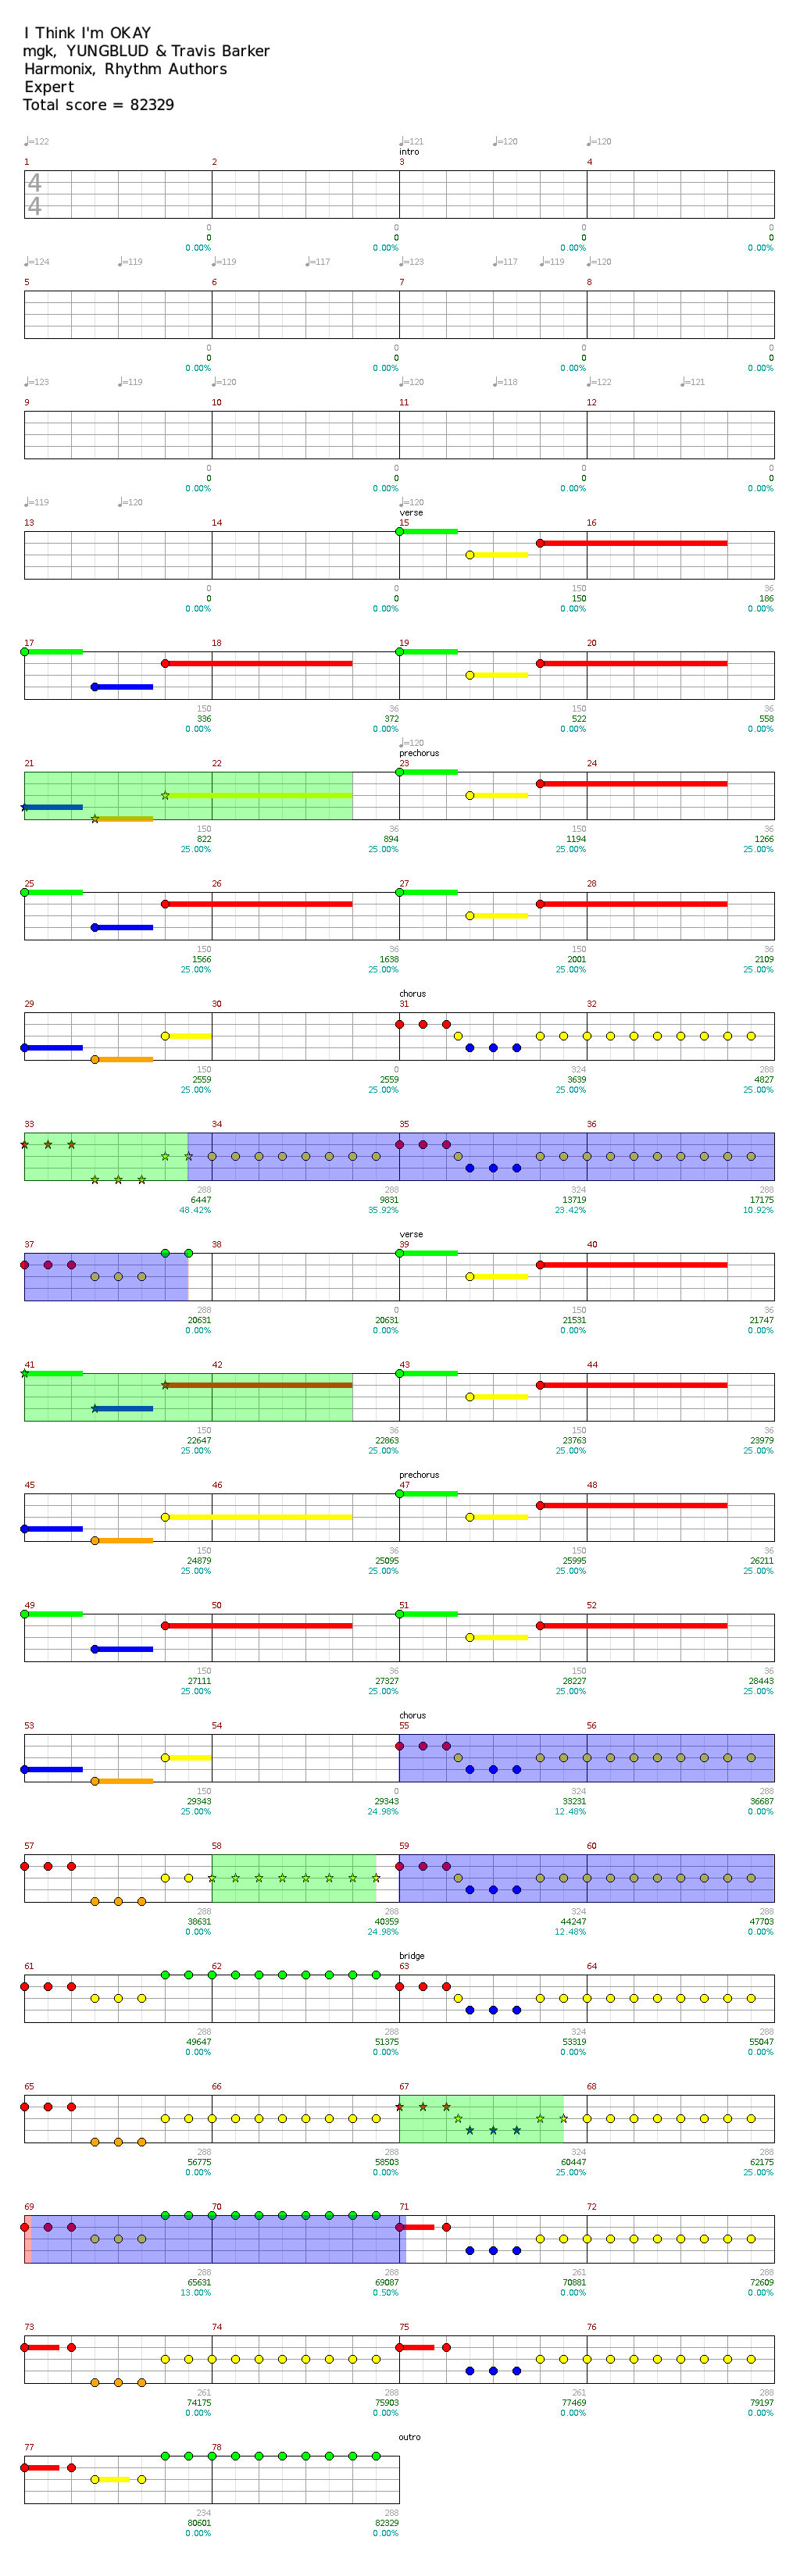 I Think I'm OKAY
mgk, YUNGBLUD & Travis Barker
Harmonix, Rhythm Authors
Expert
Total score = 82329
♩=122 ♩=121 ♩=120 ♩=120
intro
1 2 3 4
4
4
0 0 0 0
0 0 0 0
0.00% 0.00% 0.00% 0.00%
♩=124 ♩=119 ♩=119 ♩=117 ♩=123 ♩=117 ♩=119 ♩=120
5 6 7 8
0 0 0 0
0 0 0 0
0.00% 0.00% 0.00% 0.00%
♩=123 ♩=119 ♩=120 ♩=120 ♩=118 ♩=122 ♩=121
9 10 11 12
0 0 0 0
0 0 0 0
0.00% 0.00% 0.00% 0.00%
♩=119 ♩=120 ♩=120
verse
13 14 15 16
0 0 150 36
0 0 150 186
0.00% 0.00% 0.00% 0.00%
17 18 19 20
150 36 150 36
336 372 522 558
0.00% 0.00% 0.00% 0.00%
♩=120
prechorus
21 22 23 24
150 36 150 36
822 894 1194 1266
25.00% 25.00% 25.00% 25.00%
25 26 27 28
150 36 150 36
1566 1638 2001 2109
25.00% 25.00% 25.00% 25.00%
chorus
29 30 31 32
150 0 324 288
2559 2559 3639 4827
25.00% 25.00% 25.00% 25.00%
33 34 35 36
288 288 324 288
6447 9831 13719 17175
48.42% 35.92% 23.42% 10.92%
verse
37 38 39 40
288 0 150 36
20631 20631 21531 21747
0.00% 0.00% 0.00% 0.00%
41 42 43 44
150 36 150 36
22647 22863 23763 23979
25.00% 25.00% 25.00% 25.00%
prechorus
45 46 47 48
150 36 150 36
24879 25095 25995 26211
25.00% 25.00% 25.00% 25.00%
49 50 51 52
150 36 150 36
27111 27327 28227 28443
25.00% 25.00% 25.00% 25.00%
chorus
53 54 55 56
150 0 324 288
29343 29343 33231 36687
25.00% 24.98% 12.48% 0.00%
57 58 59 60
288 288 324 288
38631 40359 44247 47703
0.00% 24.98% 12.48% 0.00%
bridge
61 62 63 64
288 288 324 288
49647 51375 53319 55047
0.00% 0.00% 0.00% 0.00%
65 66 67 68
288 288 324 288
56775 58503 60447 62175
0.00% 0.00% 25.00% 25.00%
69 70 71 72
288 288 261 288
65631 69087 70881 72609
13.00% 0.50% 0.00% 0.00%
73 74 75 76
261 288 261 288
74175 75903 77469 79197
0.00% 0.00% 0.00% 0.00%
outro
77 78
234 288
80601 82329
0.00% 0.00%